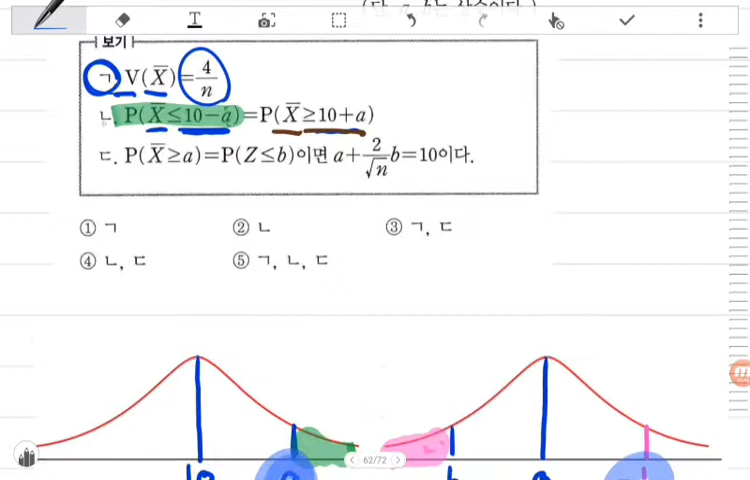 보기
ㄱ. V(X̄)=4/n
ㄴ. P(X̄≤10−a)=P(X̄≥10+a)
ㄷ. P(X̄≥a)=P(Z≤b)이면 a+2/√n b=10이다.
① ㄱ ② ㄴ ③ ㄱ, ㄷ
④ ㄴ, ㄷ ⑤ ㄱ, ㄴ, ㄷ
62/72